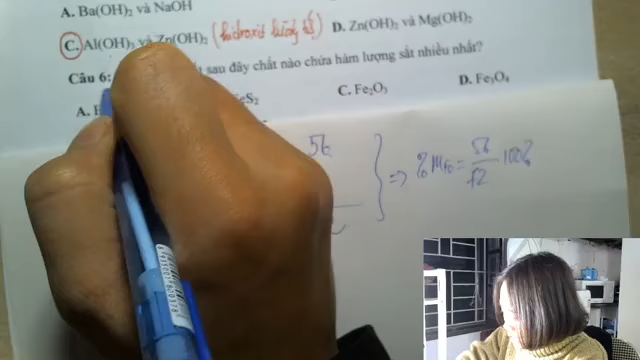 A. Ba(OH)₂ và NaOH
C. Al(OH)₃ và Zn(OH)₂ (hidroxit lưỡng tính) D. Zn(OH)₂ và Mg(OH)₂
Câu 6: sau đây chất nào chứa hàm lượng sắt nhiều nhất?
A. eS₂ C. Fe₂O₃ D. Fe₃O₄
56 } => %mFe = 56/72 100%